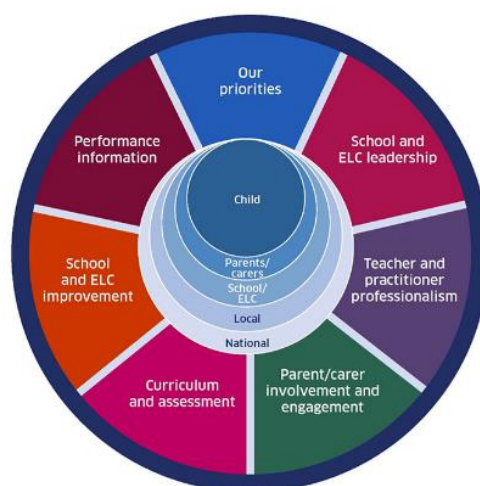 Our
priorities
School and
ELC leadership
Teacher and
practitioner
professionalism
Parent/carer
involvement and
engagement
Curriculum
and assessment
School
and ELC
improvement
Performance
information
Child
Parents/
carers
School/
ELC
Local
National